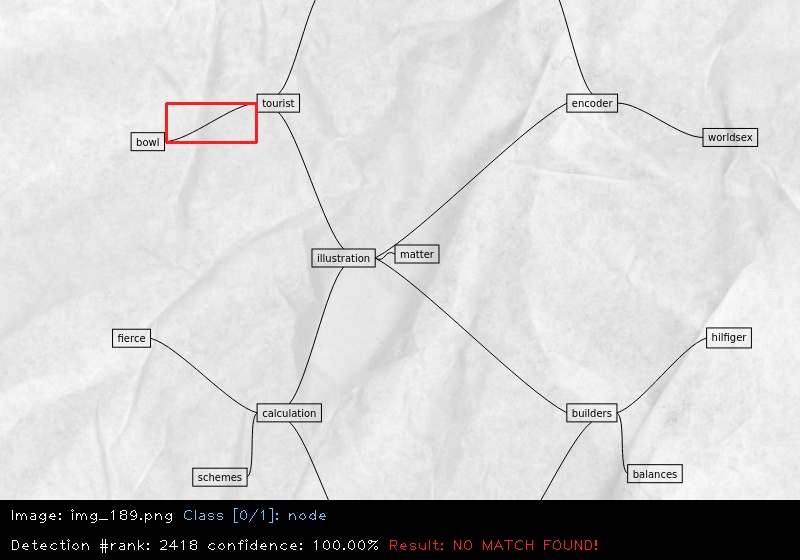 tourist
encoder
bowl
worldsex
illustration
matter
fierce
hilfiger
calculation
builders
schemes
balances
Image: img_189.png Class [0/1]: node
Detection #rank: 2418 confidence: 100.00% Result: NO MATCH FOUND!